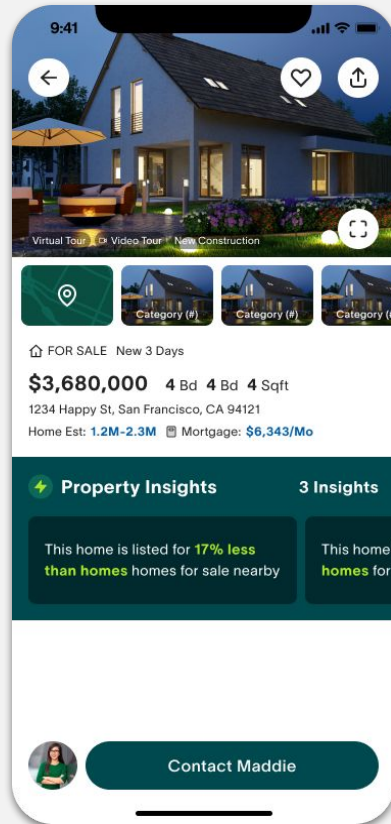 9:41
Virtual Tour Video Tour New Construction
Category (#) Category (#) Category (
FOR SALE New 3 Days
$3,680,000 4 Bd 4 Bd 4 Sqft
1234 Happy St, San Francisco, CA 94121
Home Est: 1.2M-2.3M Mortgage: $6,343/Mo
Property Insights 3 Insights
This home is listed for 17% less
than homes homes for sale nearby
This home
homes for
Contact Maddie